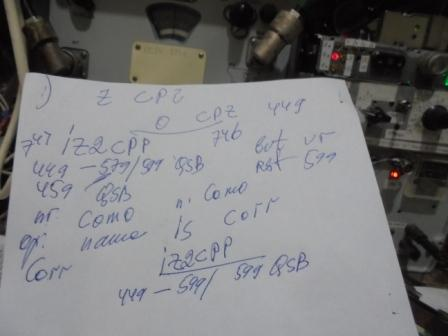 1)
Z CPZ
O CPZ 449
7⁴⁷ IZ2CPP 7⁴⁶ but ur
449 - 579/599 QSB RST 599
459 QSB n. Como
nr. Como is Corr
op. name
Corr IZ2CPP
449 - 599/ 599 QSB